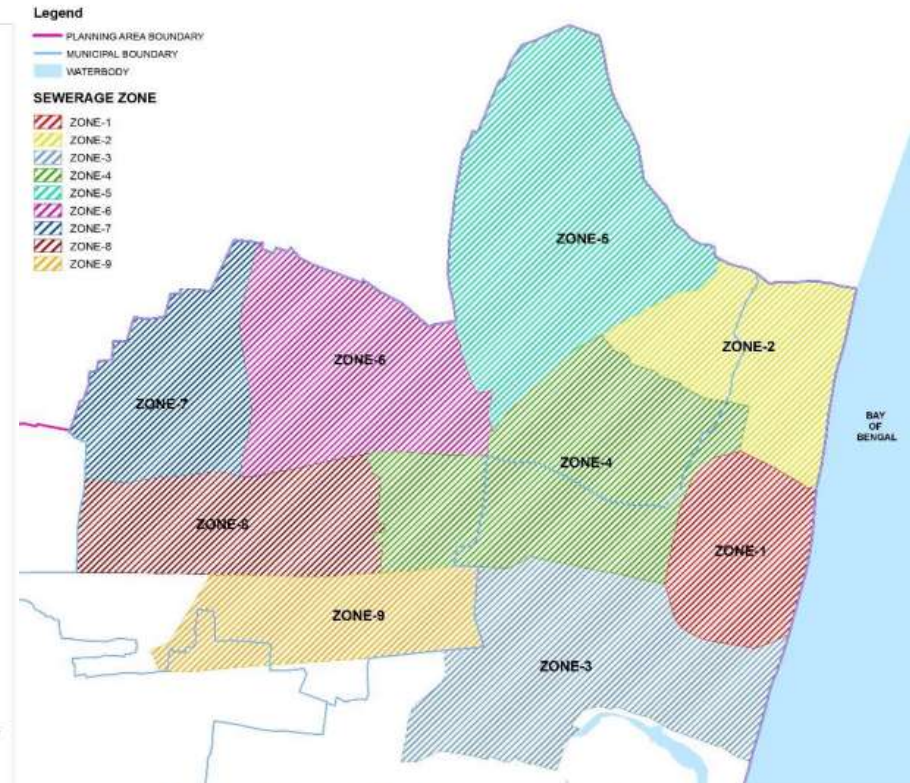 Legend
PLANNING AREA BOUNDARY
MUNICIPAL BOUNDARY
WATERBODY
SEWERAGE ZONE
ZONE-1
ZONE-2
ZONE-3
ZONE-4
ZONE-5
ZONE-6
ZONE-7
ZONE-8
ZONE-9
ZONE-5
ZONE-2
ZONE-6
ZONE-7
BAY
OF
BENGAL
ZONE-4
ZONE-8
ZONE-1
ZONE-9
ZONE-3